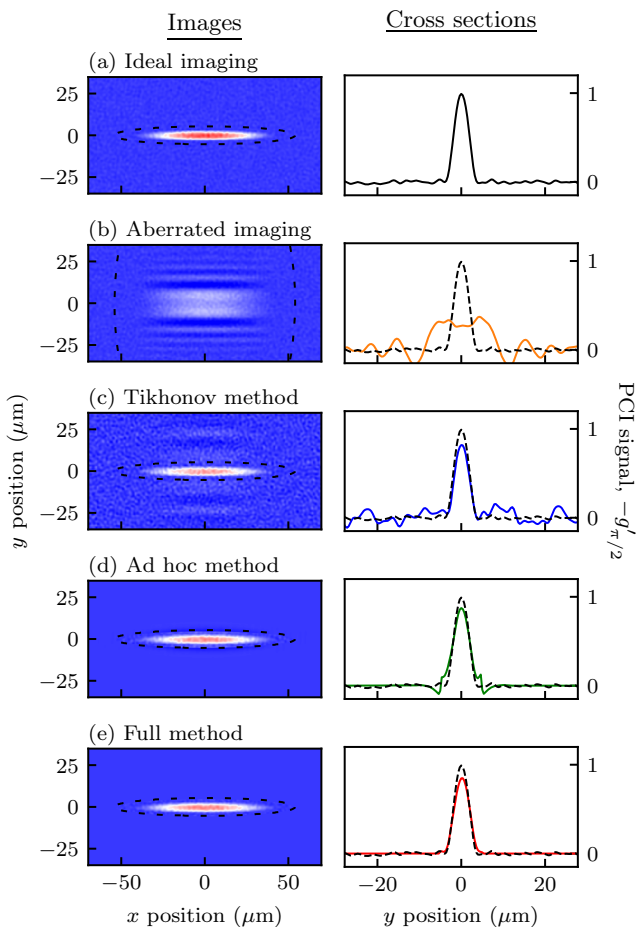 Images
Cross sections
(a) Ideal imaging
25
0
−25
1
0
(b) Aberrated imaging
25
0
−25
1
0
(c) Tikhonov method
25
0
−25
1
0
(d) Ad hoc method
25
0
−25
1
0
(e) Full method
25
0
−25
1
0
−50 0 50
−20 0 20
x position (μm)
y position (μm)
y position (μm)
PCI signal, −g′π/2